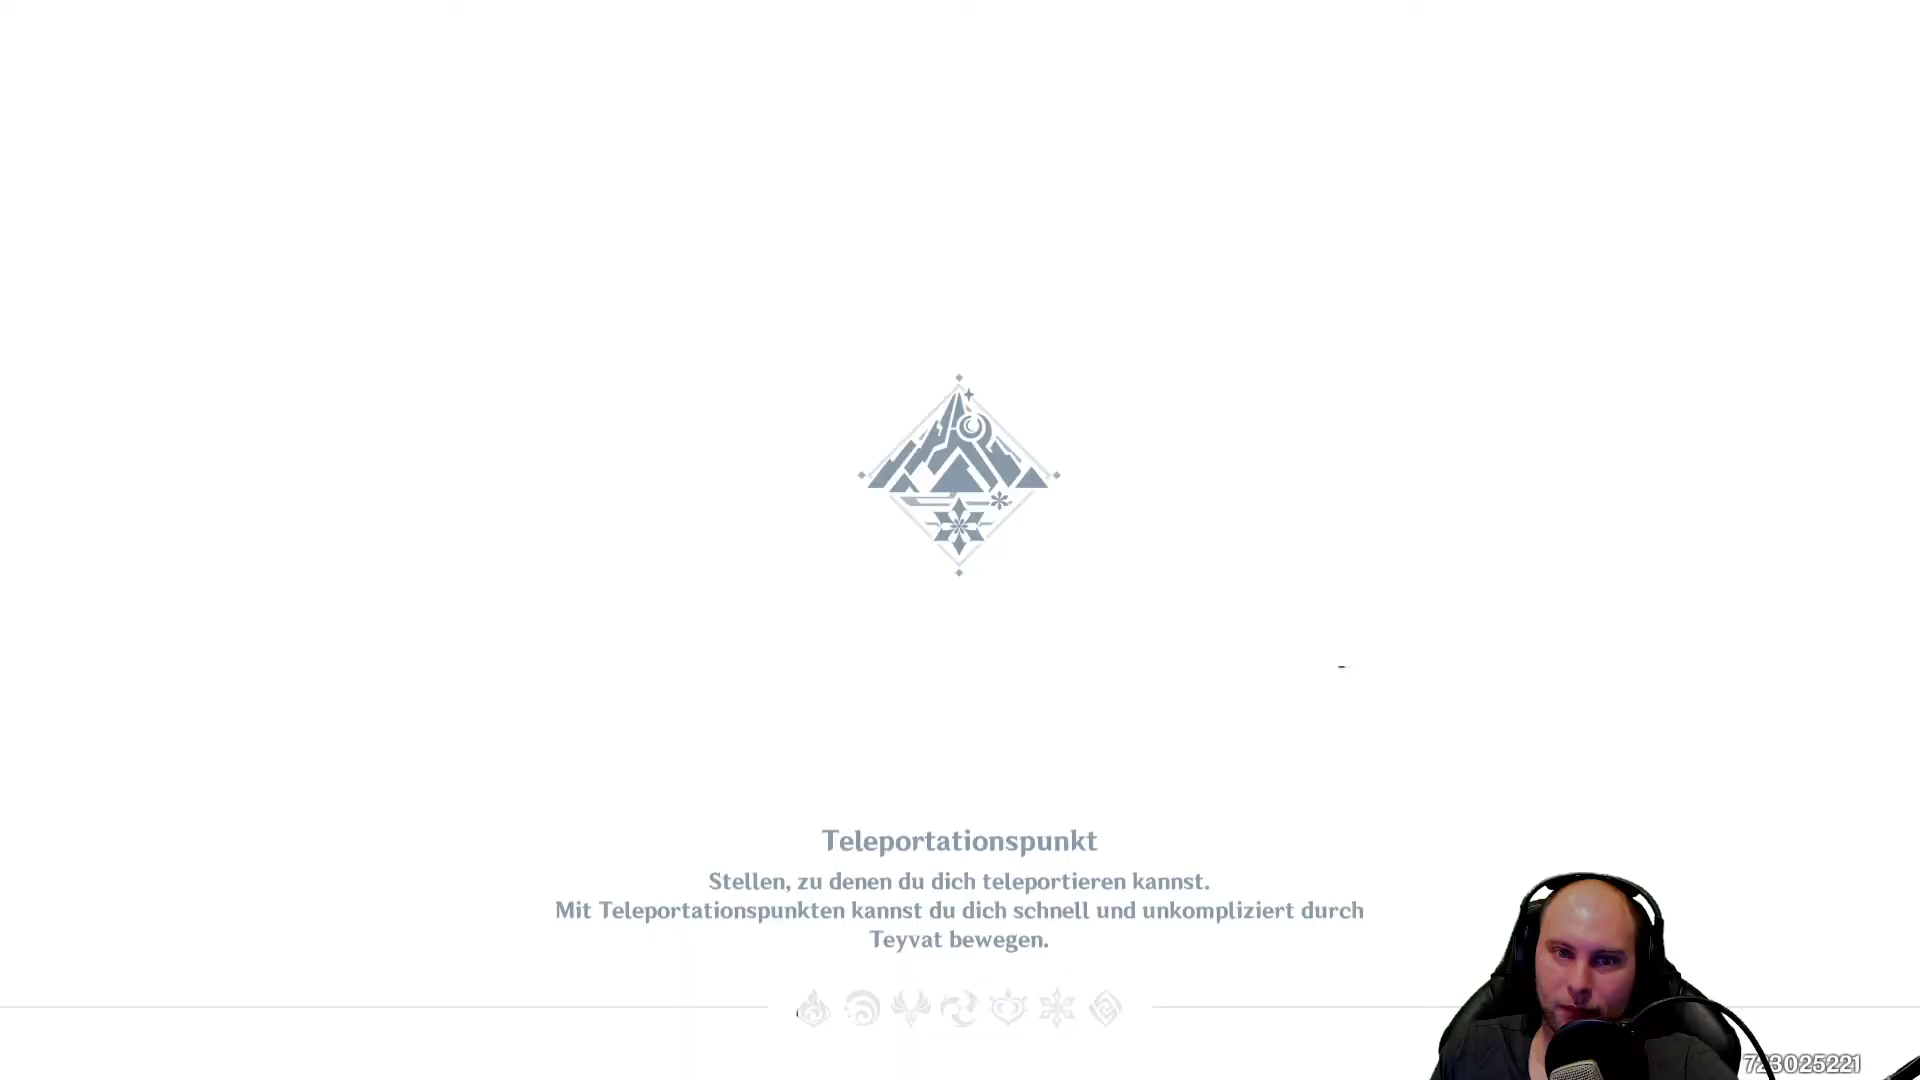 Teleportationspunkt
Stellen, zu denen du dich teleportieren kannst.
Mit Teleportationspunkten kannst du dich schnell und unkompliziert durch
Teyvat bewegen.
723025221